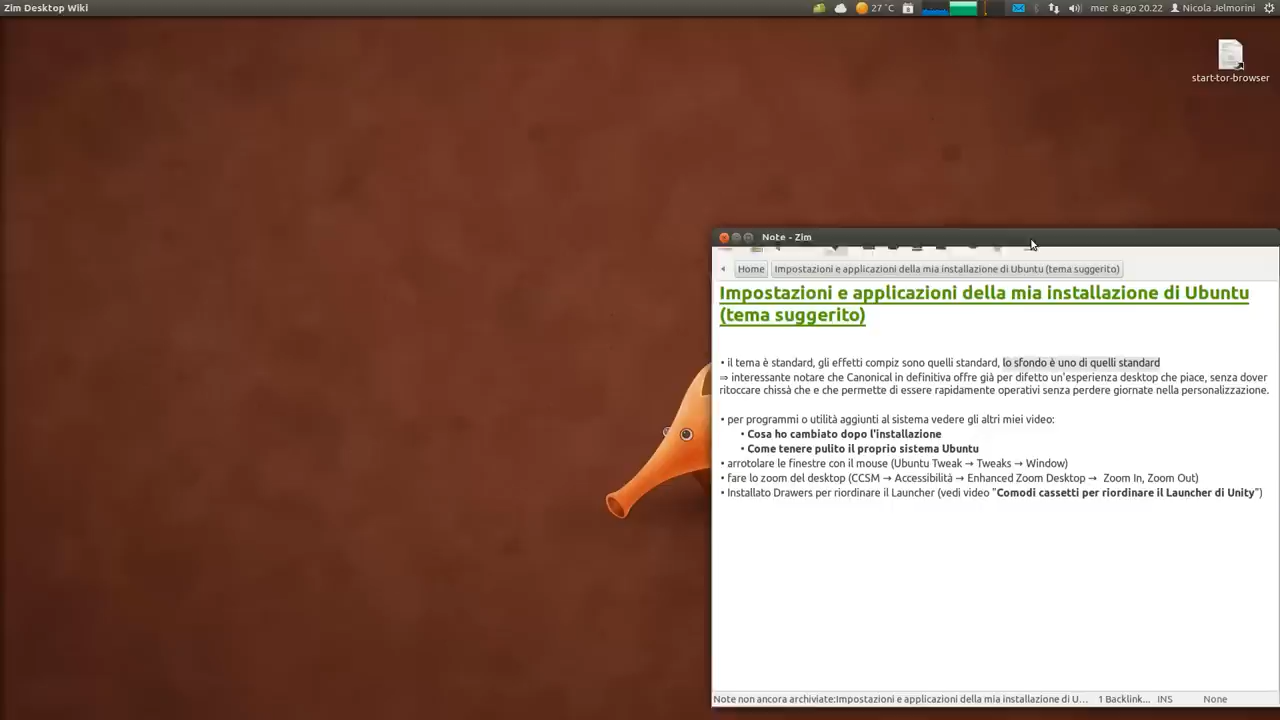 Zim Desktop Wiki
27 °C
mer 8 ago 20.22
Nicola Jelmorini
start-tor-browser
Note - Zim
Home
Impostazioni e applicazioni della mia installazione di Ubuntu (tema suggerito)
Impostazioni e applicazioni della mia installazione di Ubuntu
(tema suggerito)
• il tema è standard, gli effetti compiz sono quelli standard, lo sfondo è uno di quelli standard
⇒ interessante notare che Canonical in definitiva offre già per difetto un'esperienza desktop che piace, senza dover
ritoccare chissà che e che permette di essere rapidamente operativi senza perdere giornate nella personalizzazione.
• per programmi o utilità aggiunti al sistema vedere gli altri miei video:
• Cosa ho cambiato dopo l'installazione
• Come tenere pulito il proprio sistema Ubuntu
• arrotolare le finestre con il mouse (Ubuntu Tweak → Tweaks → Window)
• fare lo zoom del desktop (CCSM → Accessibilità → Enhanced Zoom Desktop → Zoom In, Zoom Out)
• Installato Drawers per riordinare il Launcher (vedi video "Comodi cassetti per riordinare il Launcher di Unity")
Note non ancora archiviate:Impostazioni e applicazioni della mia installazione di U...
1 Backlink...
INS
None